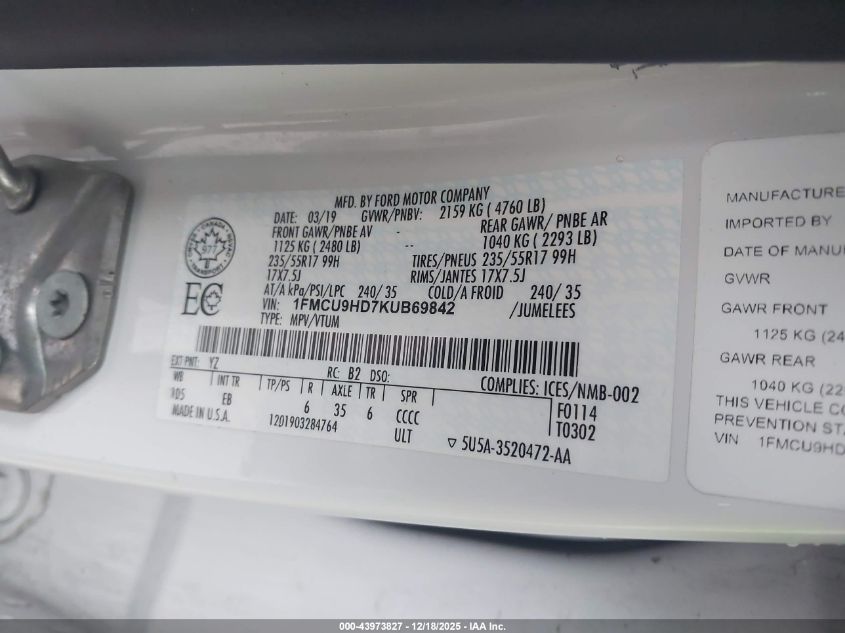 MFD. BY FORD MOTOR COMPANY
DATE: 03/19 GVWR/PNBV: 2159 KG ( 4760 LB)
FRONT GAWR/PNBE AV -- REAR GAWR/ PNBE AR
1125 KG ( 2480 LB) -- 1040 KG ( 2293 LB)
235/55R17 99H TIRES/PNEUS 235/55R17 99H
17X7.5J RIMS/JANTES 17X7.5J
AT/A kPa/PSI/LPC 240/ 35 COLD/A FROID 240/ 35
VIN: 1FMCU9HD7KUB69842 /JUMELEES
TYPE: MPV/VTUM
CANADA
977
EC
EXT PNT: YZ RC: B2 DSO:
COMPLIES: ICES/NMB-002
WB INT TR TP/PS R AXLE TR SPR F0114
105 EB 6 35 6 CCCC T0302
MADE IN U.S.A. 1201903284764 ULT
5U5A-3520472-AA
MANUFACTURE
IMPORTED BY
DATE OF MANU
GVWR
GAWR FRONT
1125 KG (24
GAWR REAR
1040 KG (22
THIS VEHICLE CO
PREVENTION STA
VIN 1FMCU9HD
000-43973827 - 12/18/2025 - IAA Inc.